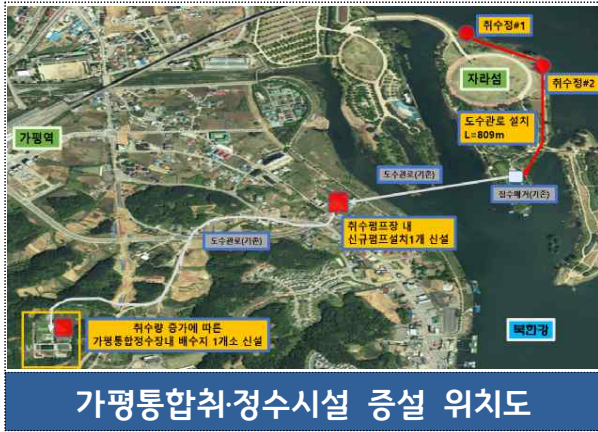 취수정#1
자라섬
취수정#2
도수관로 설치
L=809m
가평역
도수관로(기존)
집수매거(기존)
취수펌프장 내
신규펌프설치1개 신설
도수관로(기존)
취수량 증가에 따른
가평통합정수장내 배수지 1개소 신설
북한강
가평통합취·정수시설 증설 위치도